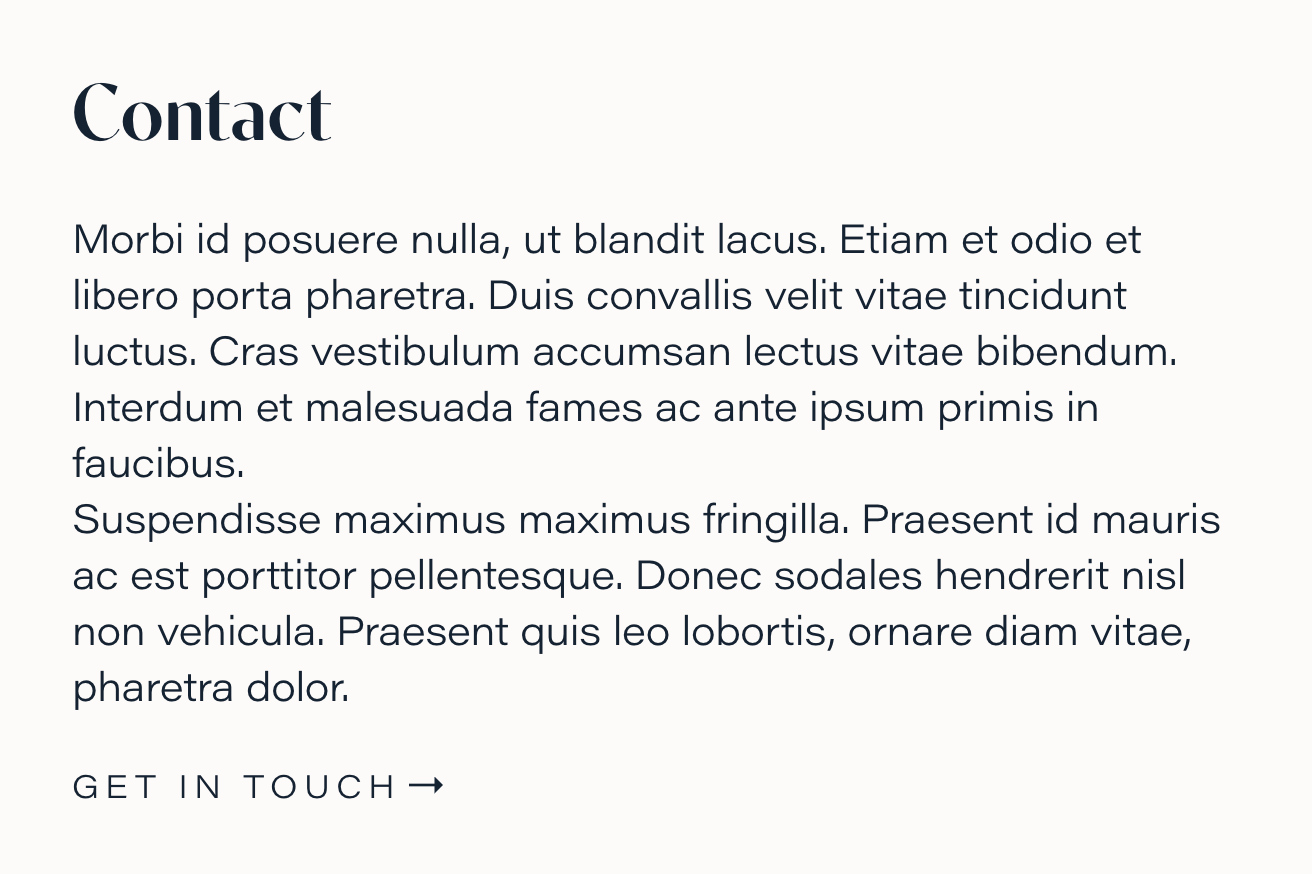 Contact
Morbi id posuere nulla, ut blandit lacus. Etiam et odio et
libero porta pharetra. Duis convallis velit vitae tincidunt
luctus. Cras vestibulum accumsan lectus vitae bibendum.
Interdum et malesuada fames ac ante ipsum primis in
faucibus.
Suspendisse maximus maximus fringilla. Praesent id mauris
ac est porttitor pellentesque. Donec sodales hendrerit nisl
non vehicula. Praesent quis leo lobortis, ornare diam vitae,
pharetra dolor.
GET IN TOUCH →